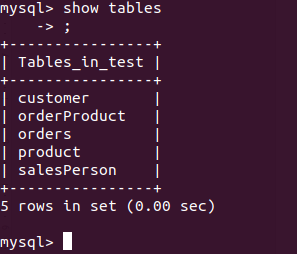 mysql> show tables
    -> ;
+---------------+
| Tables_in_test |
+---------------+
| customer      |
| orderProduct  |
| orders        |
| product       |
| salesPerson   |
+---------------+
5 rows in set (0.00 sec)
mysql>